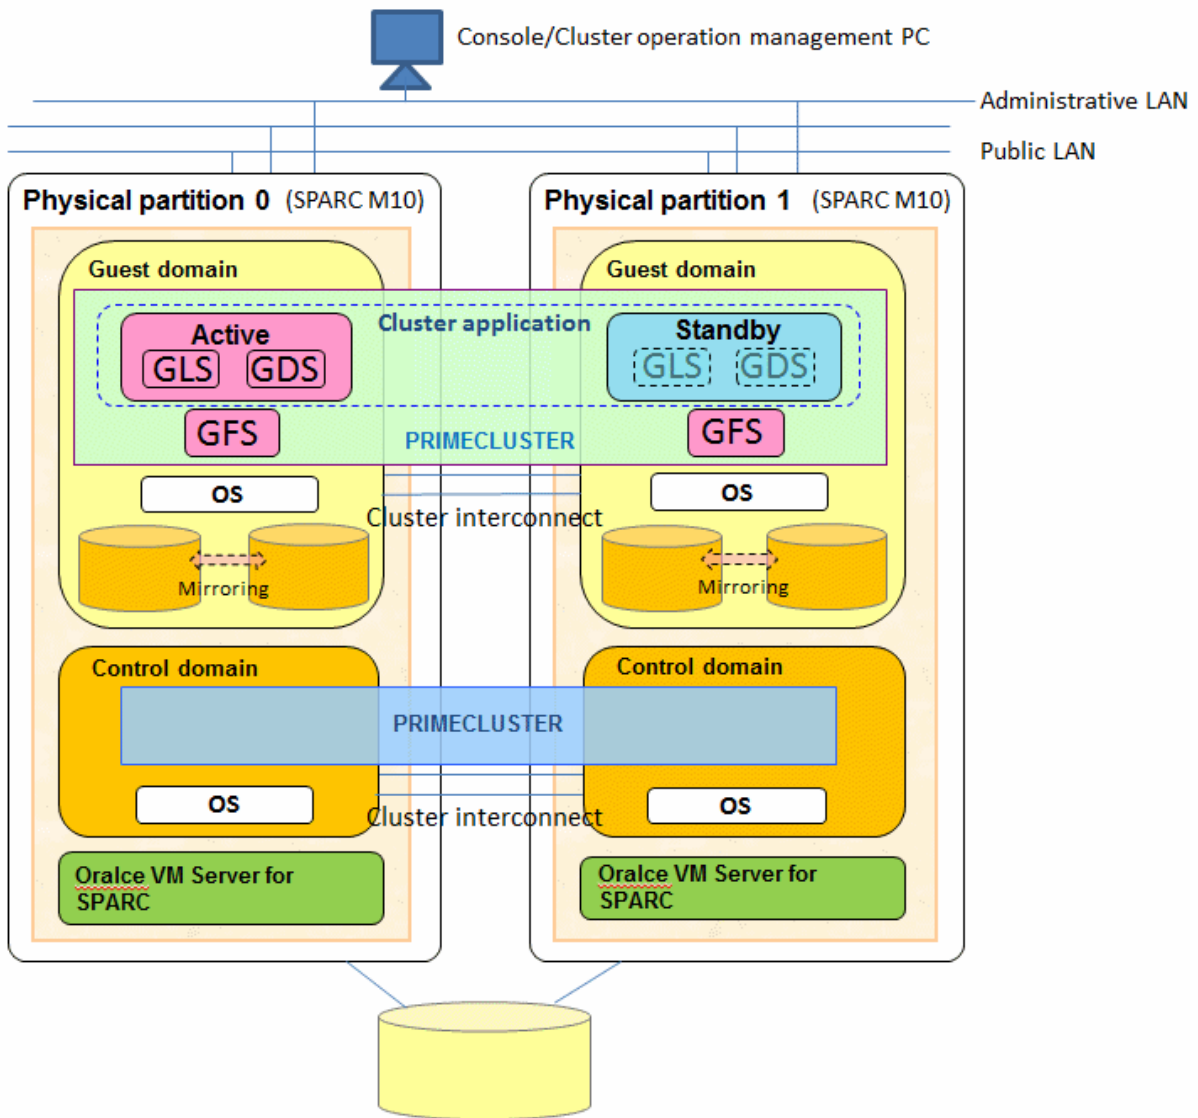 Console/Cluster operation management PC
Administrative LAN
Public LAN
Physical partition 0 (SPARC M10)
Physical partition 1 (SPARC M10)
Guest domain
Guest domain
Cluster application
Active
GLS GDS
Standby
GLS GDS
GFS
PRIMECLUSTER
GFS
OS
OS
Cluster interconnect
Mirroring
Mirroring
Control domain
Control domain
PRIMECLUSTER
OS
OS
Cluster interconnect
Oralce VM Server for
SPARC
Oralce VM Server for
SPARC